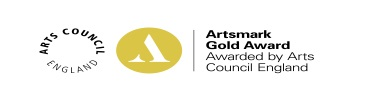 ARTS COUNCIL
ENGLAND
A
Artsmark
Gold Award
Awarded by Arts
Council England